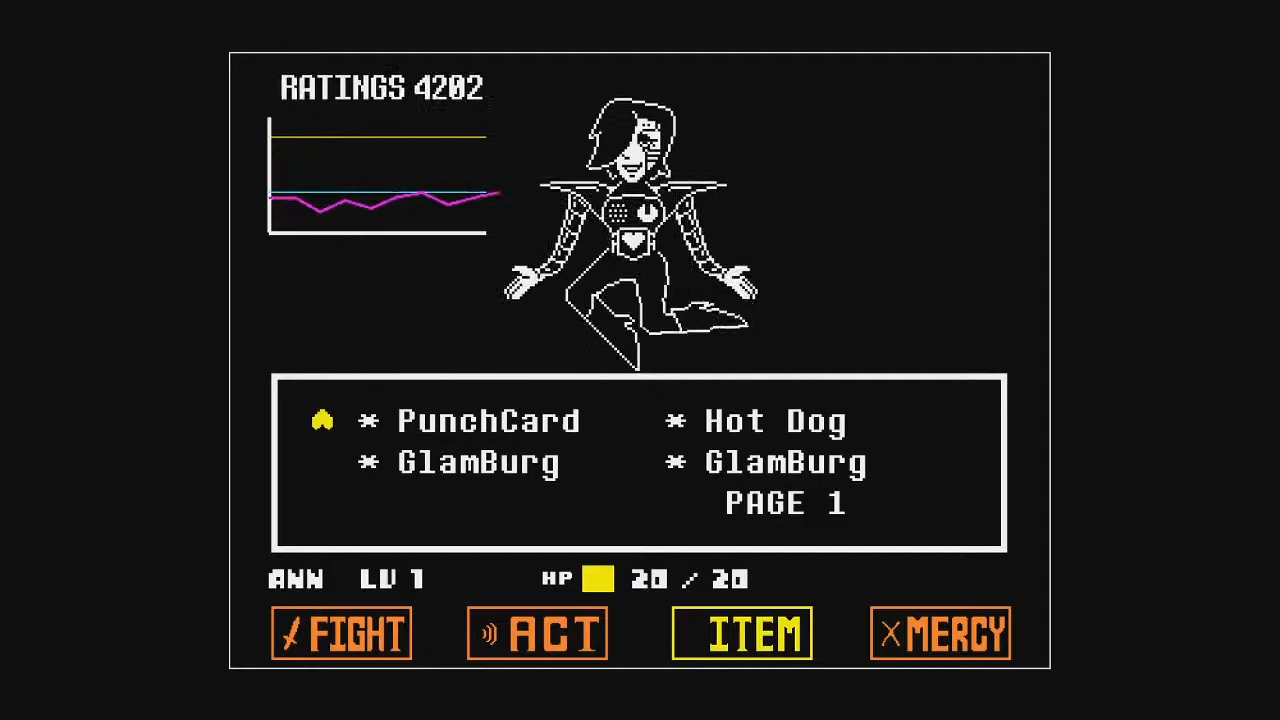 RATINGS 4202
* PunchCard * Hot Dog
* GlamBurg * GlamBurg
PAGE 1
ANN LV 1 HP 20 / 20
FIGHT ACT ITEM MERCY